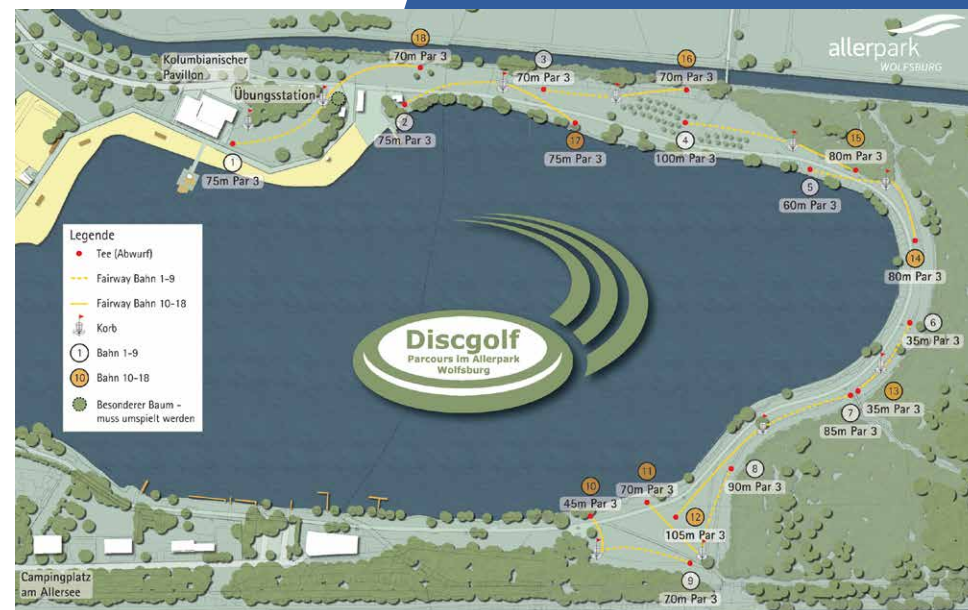 allerpark
WOLFSBURG
Kolumbianischer
Pavillon
Übungsstation
18
70m Par 3
3
70m Par 3
16
70m Par 3
1
75m Par 3
2
75m Par 3
17
75m Par 3
4
100m Par 3
15
80m Par 3
5
60m Par 3
14
80m Par 3
6
35m Par 3
13
35m Par 3
7
85m Par 3
8
90m Par 3
11
70m Par 3
10
45m Par 3
12
105m Par 3
9
70m Par 3
Legende
Tee (Abwurf)
Fairway Bahn 1-9
Fairway Bahn 10-18
Korb
1 Bahn 1-9
10 Bahn 10-18
Besonderer Baum -
muss umspielt werden
Discgolf
Parcours im Allerpark
Wolfsburg
Campingplatz
am Allersee